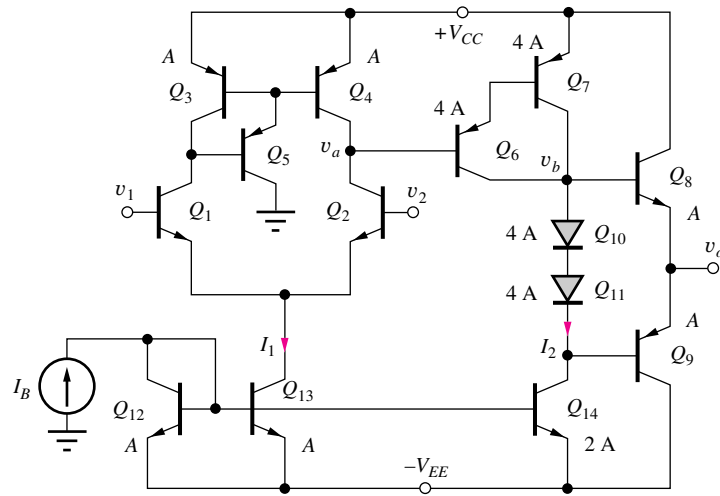 +V_CC
A
A
4 A
Q_3
Q_4
Q_7
4 A
Q_5
v_a
Q_6
v_b
Q_8
v_1
v_2
Q_1
Q_2
A
4 A
Q_10
v_o
4 A
Q_11
A
I_1
I_2
Q_9
I_B
Q_12
Q_13
Q_14
A
A
2 A
−V_EE